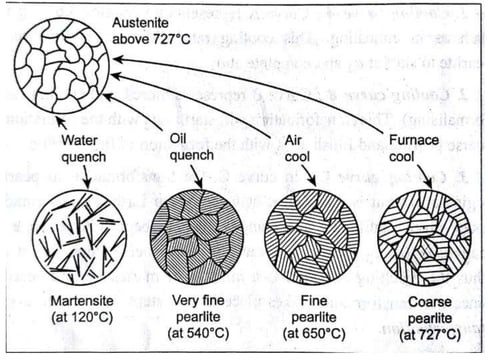 Austenite
above 727°C
Water
quench
Oil
quench
Air
cool
Furnace
cool
Martensite
(at 120°C)
Very fine
pearlite
(at 540°C)
Fine
pearlite
(at 650°C)
Coarse
pearlite
(at 727°C)